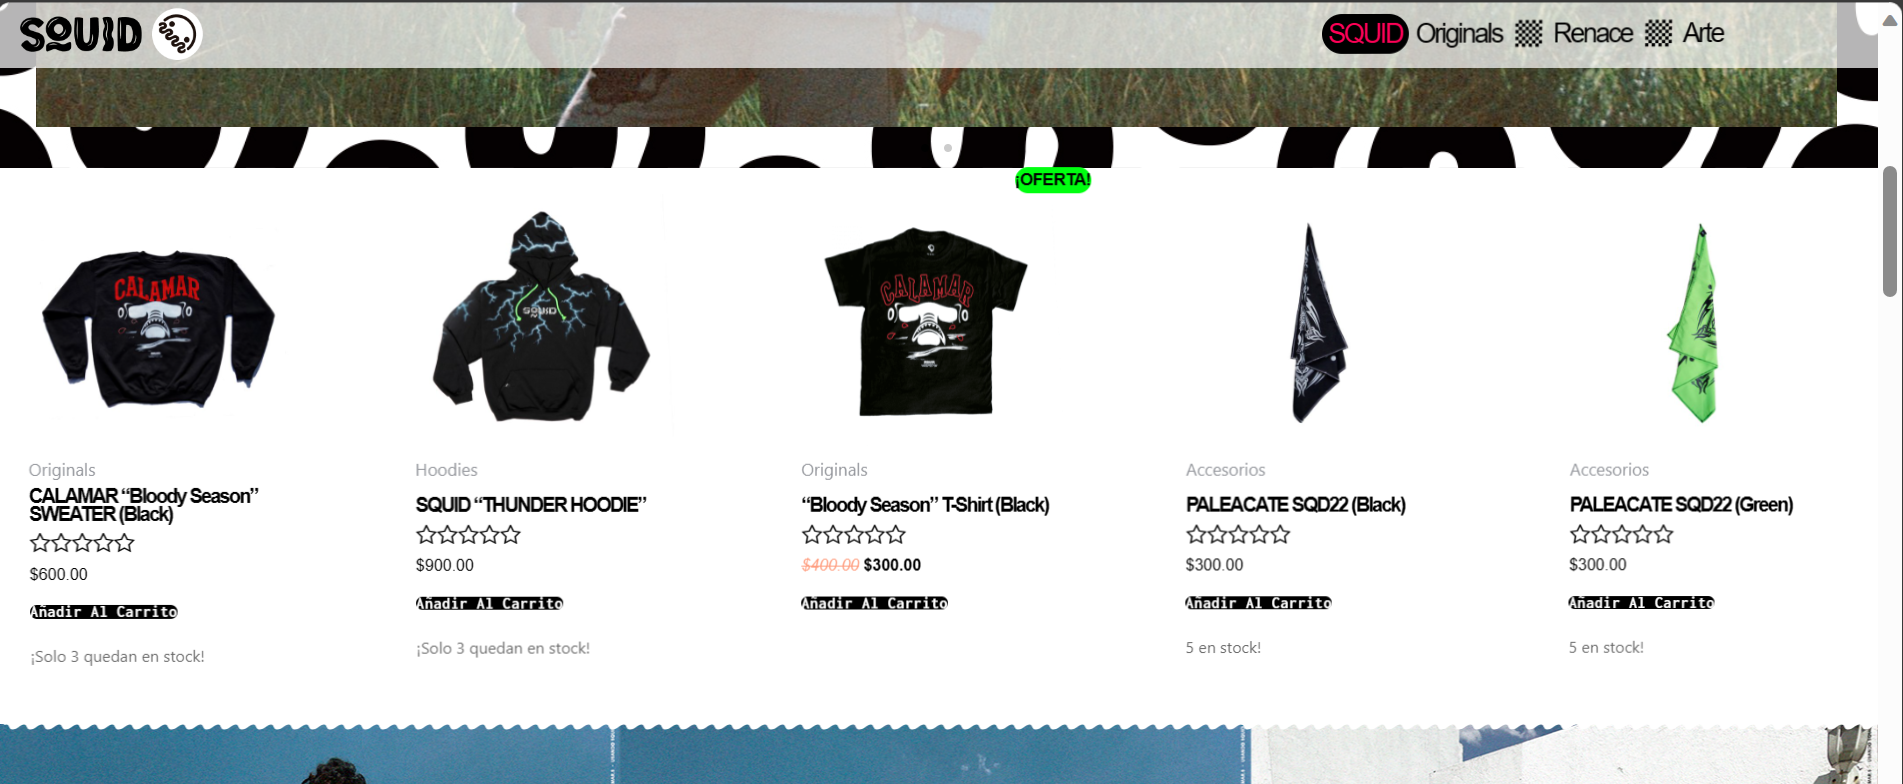 SQUID
SQUID Originals Renace Arte
¡OFERTA!
CALAMAR
SQUID
CALAMAR
Originals
CALAMAR “Bloody Season”
SWEATER (Black)
$600.00
Añadir Al Carrito
¡Solo 3 quedan en stock!
Hoodies
SQUID “THUNDER HOODIE”
$900.00
Añadir Al Carrito
¡Solo 3 quedan en stock!
Originals
“Bloody Season” T-Shirt (Black)
$400.00 $300.00
Añadir Al Carrito
Accesorios
PALEACATE SQD22 (Black)
$300.00
Añadir Al Carrito
5 en stock!
Accesorios
PALEACATE SQD22 (Green)
$300.00
Añadir Al Carrito
5 en stock!